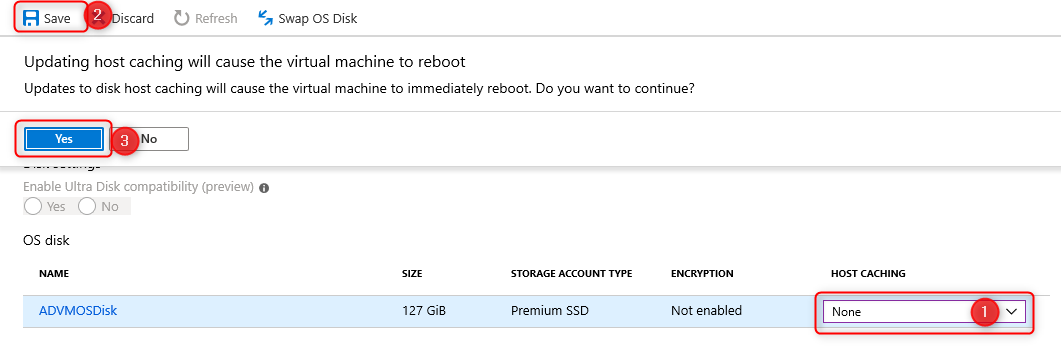 Save 2 Discard Refresh Swap OS Disk
Updating host caching will cause the virtual machine to reboot
Updates to disk host caching will cause the virtual machine to immediately reboot. Do you want to continue?
Yes 3 No
Disk settings
Enable Ultra Disk compatibility (preview)
Yes No
OS disk
NAME SIZE STORAGE ACCOUNT TYPE ENCRYPTION HOST CACHING
ADVMOSDisk 127 GiB Premium SSD Not enabled None 1